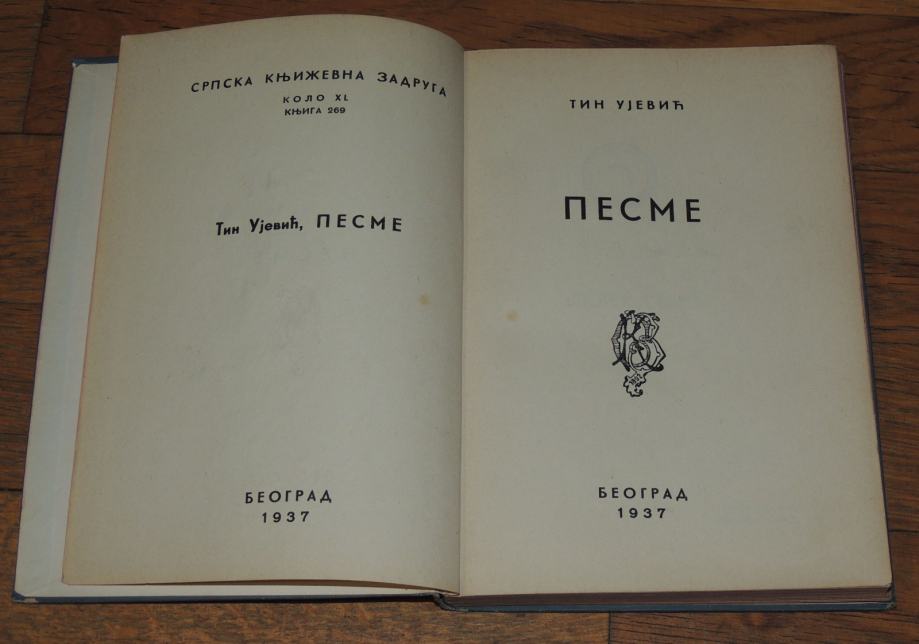 СРПСКА КЊИЖЕВНА ЗАДРУГА
КОЛО XL
КЊИГА 269
Тин Ујевић, ПЕСМЕ
БЕОГРАД
1937
ТИН УЈЕВИЋ
ПЕСМЕ
БЕОГРАД
1937